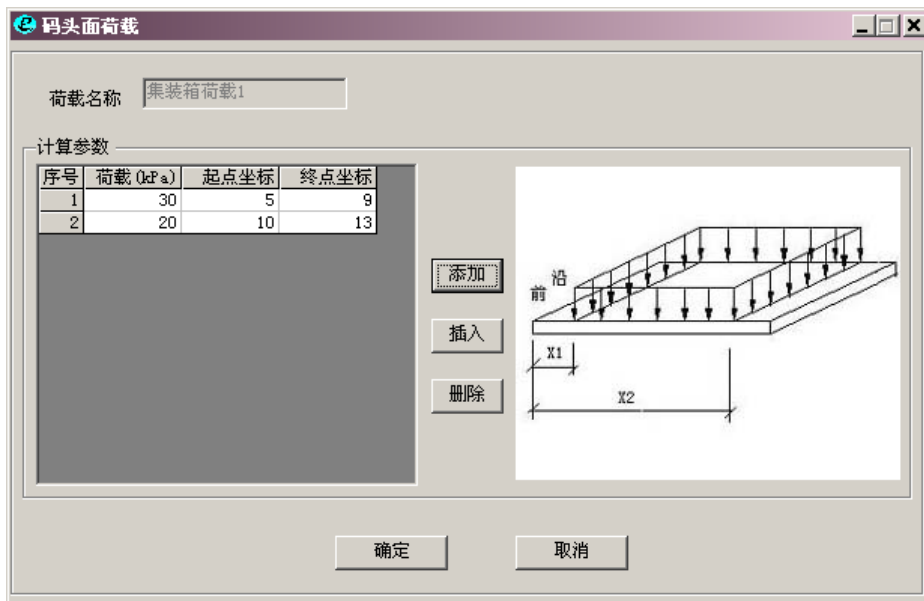 码头面荷载
荷载名称 集装箱荷载1
计算参数
序号 荷载(kPa) 起点坐标 终点坐标
1 30 5 9
2 20 10 13
添加
插入
删除
前 沿
X1
X2
确定 取消